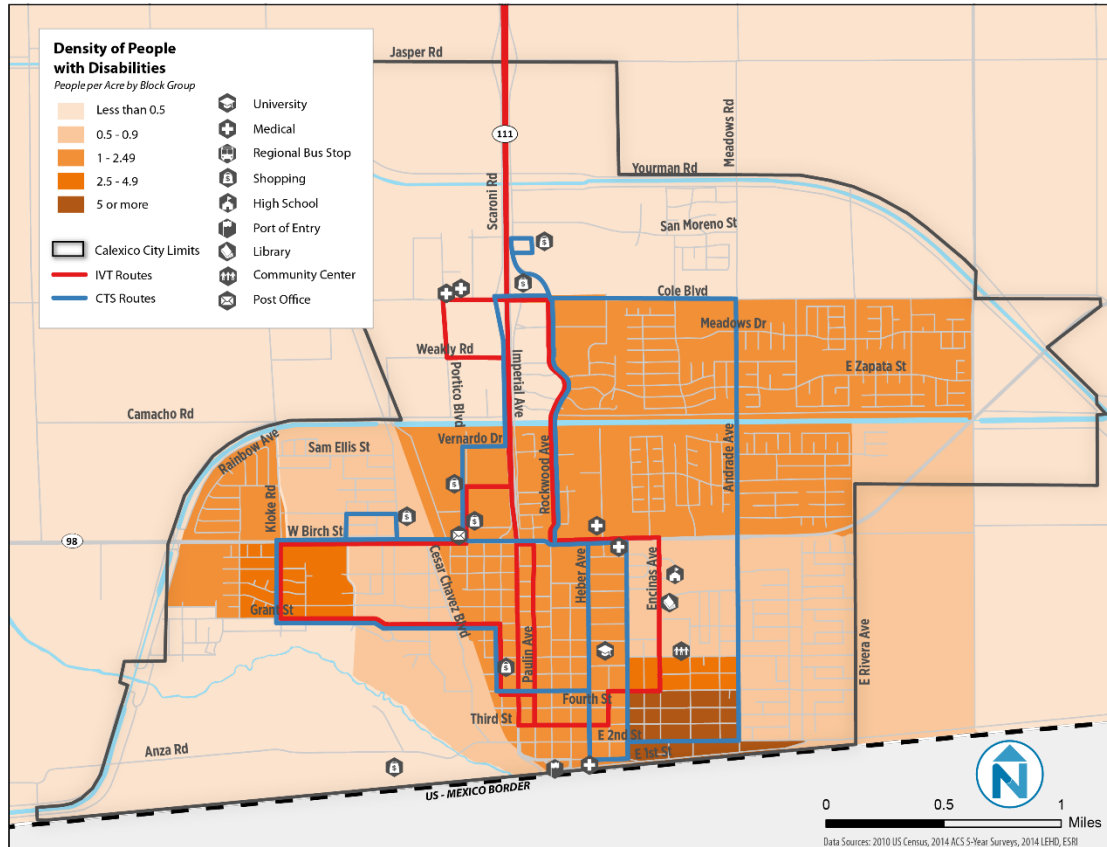 Density of People
with Disabilities
People per Acre by Block Group
Less than 0.5
0.5 - 0.9
1 - 2.49
2.5 - 4.9
5 or more
Calexico City Limits
IVT Routes
CTS Routes
University
Medical
Regional Bus Stop
Shopping
High School
Port of Entry
Library
Community Center
Post Office
Jasper Rd
111
Scaroni Rd
Meadows Rd
Yourman Rd
San Moreno St
Cole Blvd
Meadows Dr
Weakly Rd
Imperial Ave
E Zapata St
Portico Blvd
Camacho Rd
Rainbow Ave
Sam Ellis St
Vernardo Dr
Rockwood Ave
Andrade Ave
Kloke Rd
W Birch St
98
Cesar Chavez Blvd
Heber Ave
Encinas Ave
Grant St
Paulin Ave
E Rivera Ave
Fourth St
Third St
E 2nd St
E 1st St
Anza Rd
US - MEXICO BORDER
N
0 0.5 1
Miles
Data Sources: 2010 US Census, 2014 ACS 5-Year Surveys, 2014 LEHD, ESRI